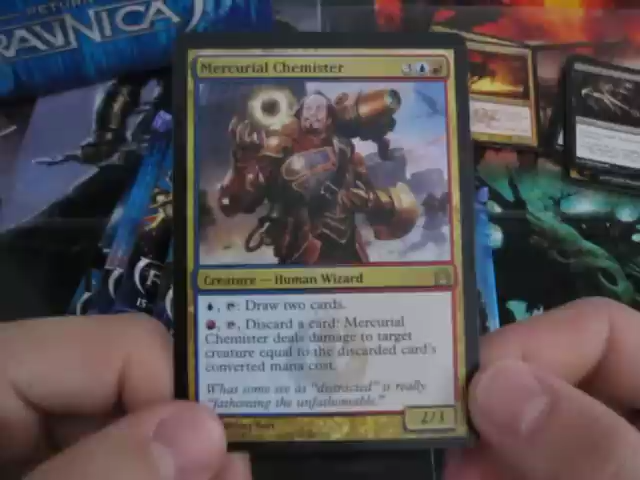 RETURN
RAVNICA
Mercurial Chemister 3
Creature — Human Wizard
: Draw two cards.
, Discard a card: Mercurial
Chemister deals damage to target
creature equal to the discarded card's
converted mana cost.
What some see as "distracted" is really
"fathoming the unfathomable."
2/3